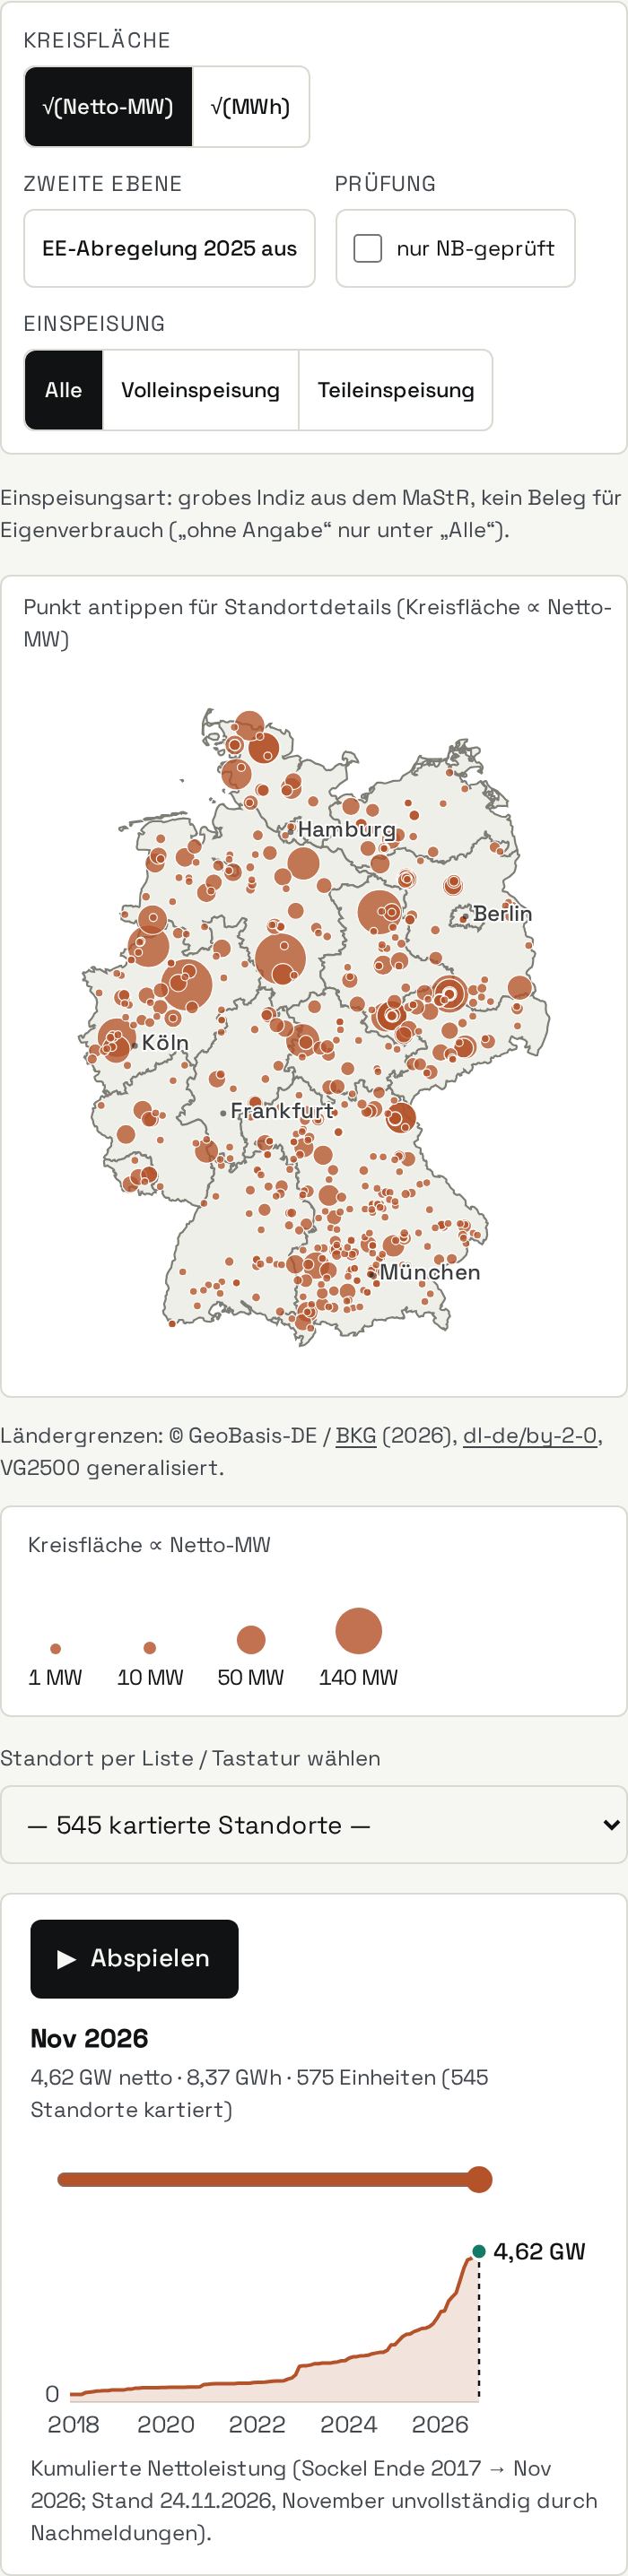 KREISFLÄCHE
√(Netto-MW) √(MWh)
ZWEITE EBENE PRÜFUNG
EE-Abregelung 2025 aus nur NB-geprüft
EINSPEISUNG
Alle Volleinspeisung Teileinspeisung
Einspeisungsart: grobes Indiz aus dem MaStR, kein Beleg für
Eigenverbrauch („ohne Angabe“ nur unter „Alle“).
Punkt antippen für Standortdetails (Kreisfläche ∝ Netto-
MW)
Hamburg
Berlin
Köln
Frankfurt
München
Ländergrenzen: © GeoBasis-DE / BKG (2026), dl-de/by-2-0,
VG2500 generalisiert.
Kreisfläche ∝ Netto-MW
1 MW 10 MW 50 MW 140 MW
Standort per Liste / Tastatur wählen
— 545 kartierte Standorte —
▶ Abspielen
Nov 2026
4,62 GW netto · 8,37 GWh · 575 Einheiten (545
Standorte kartiert)
4,62 GW
0
2018 2020 2022 2024 2026
Kumulierte Nettoleistung (Sockel Ende 2017 → Nov
2026; Stand 24.11.2026, November unvollständig durch
Nachmeldungen).